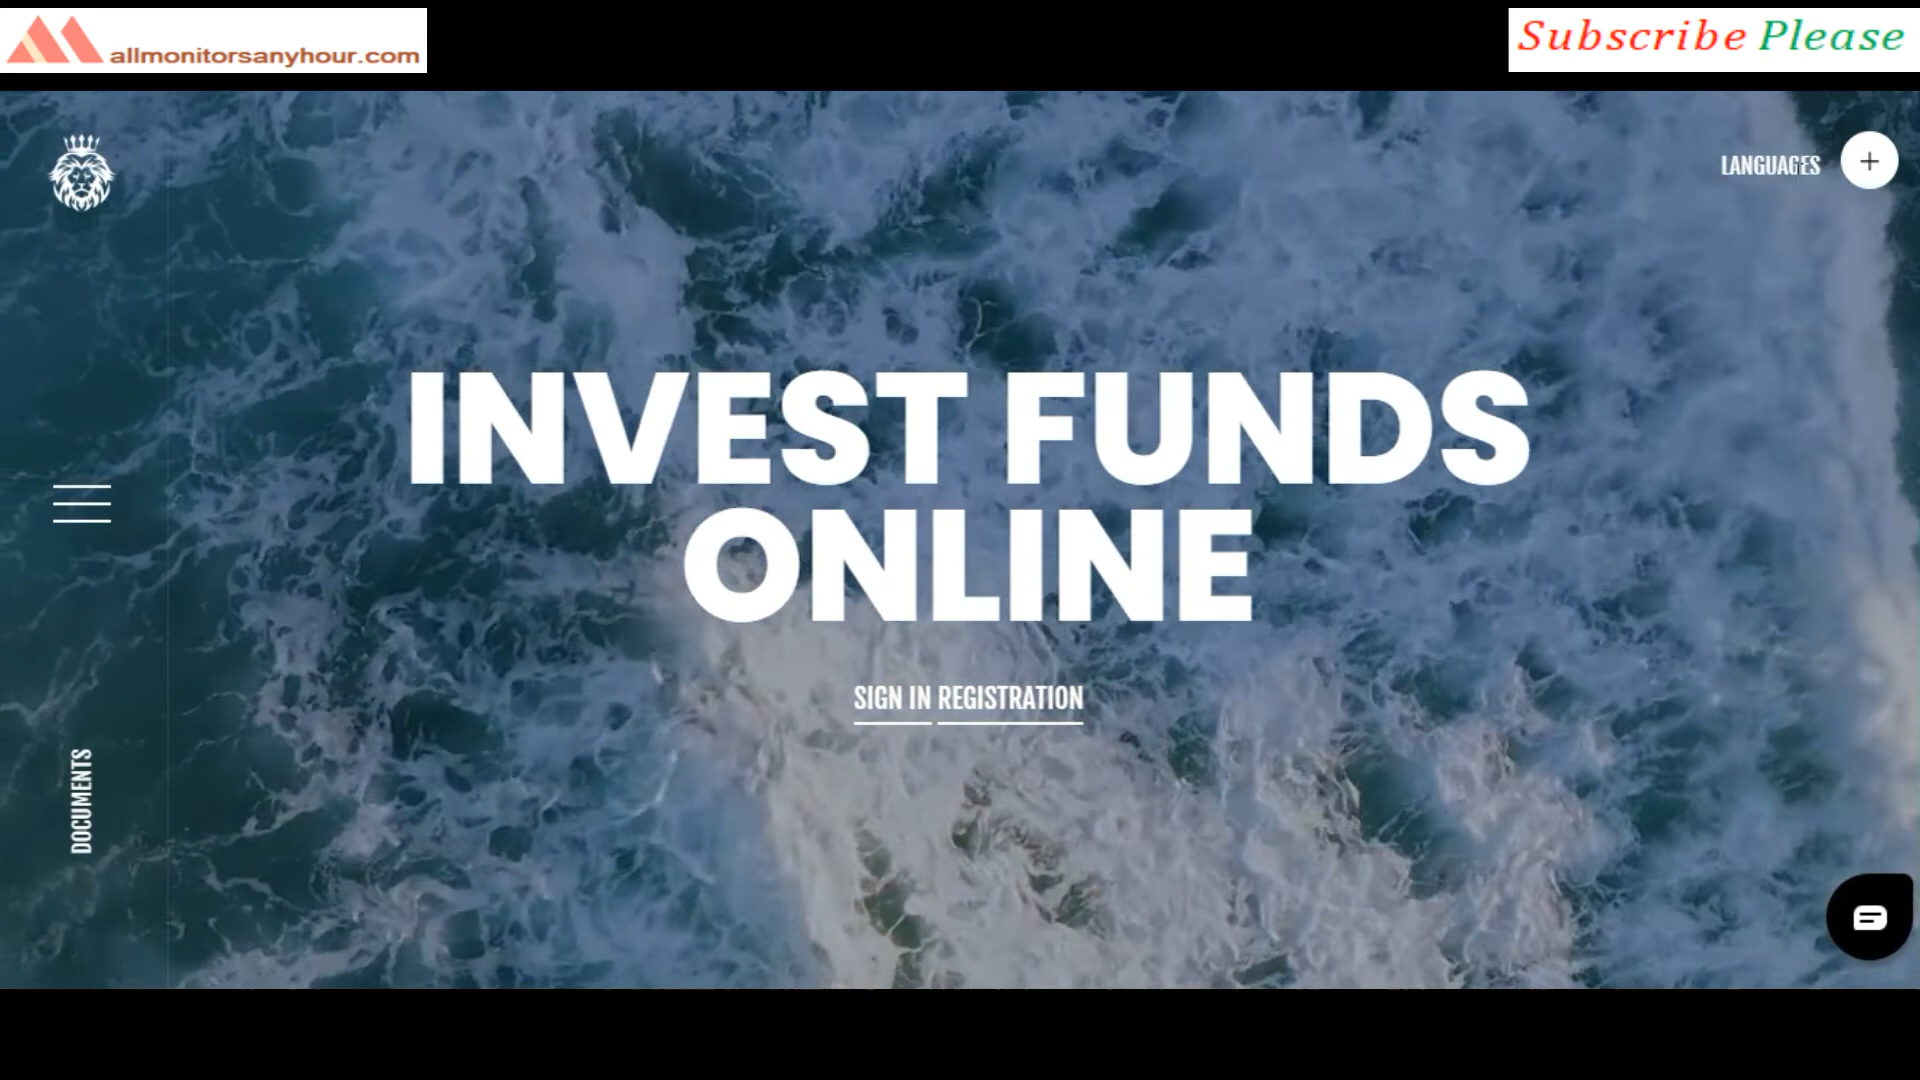 allmonitorsanyhour.com
Subscribe Please
LANGUAGES
INVEST FUNDS
ONLINE
SIGN IN REGISTRATION
DOCUMENTS